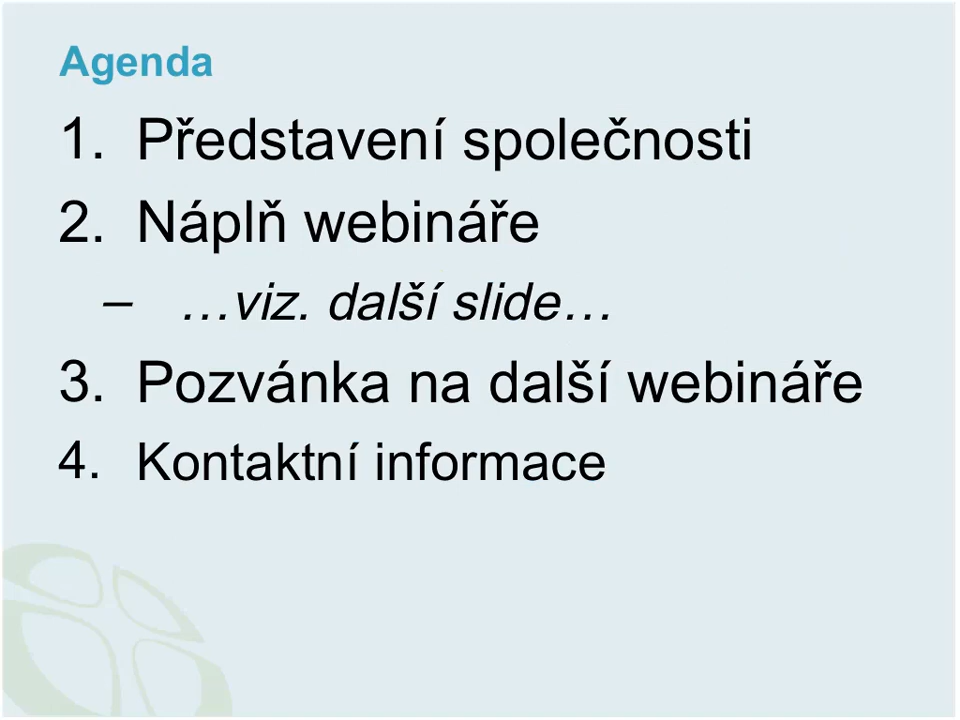 Agenda
1. Představení společnosti
2. Náplň webináře
– …viz. další slide…
3. Pozvánka na další webináře
4. Kontaktní informace